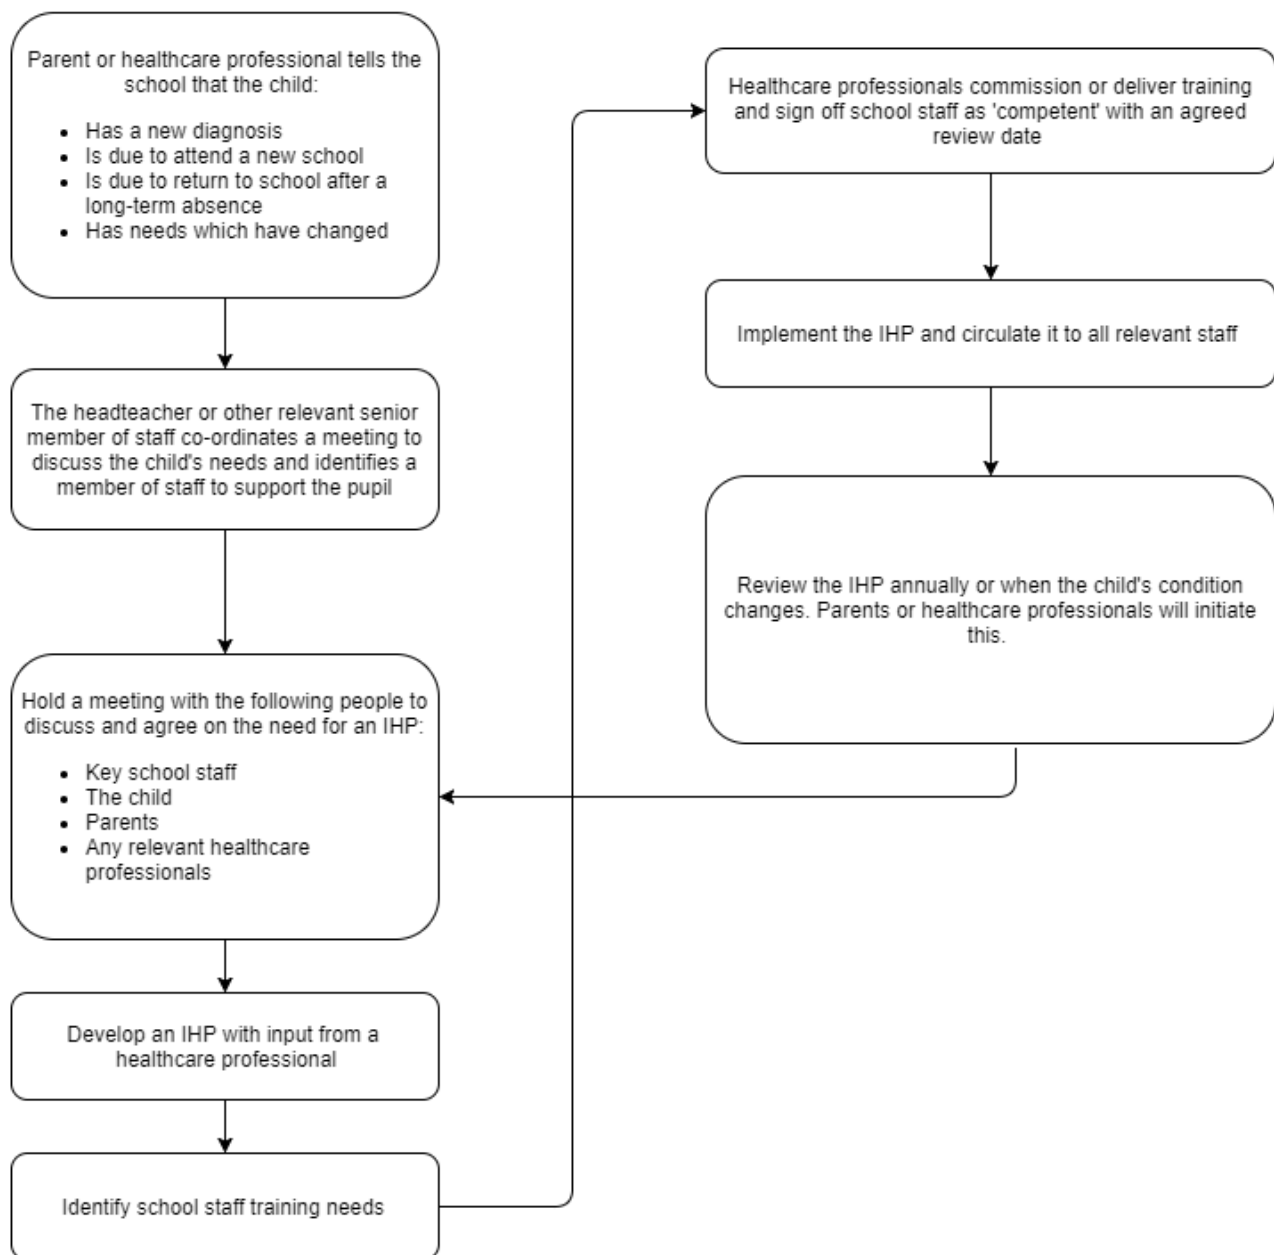 Parent or healthcare professional tells the
school that the child:
• Has a new diagnosis
• Is due to attend a new school
• Is due to return to school after a
long-term absence
• Has needs which have changed
The headteacher or other relevant senior
member of staff co-ordinates a meeting to
discuss the child's needs and identifies a
member of staff to support the pupil
Hold a meeting with the following people to
discuss and agree on the need for an IHP:
• Key school staff
• The child
• Parents
• Any relevant healthcare
professionals
Develop an IHP with input from a
healthcare professional
Identify school staff training needs
Healthcare professionals commission or deliver training
and sign off school staff as 'competent' with an agreed
review date
Implement the IHP and circulate it to all relevant staff
Review the IHP annually or when the child's condition
changes. Parents or healthcare professionals will initiate
this.